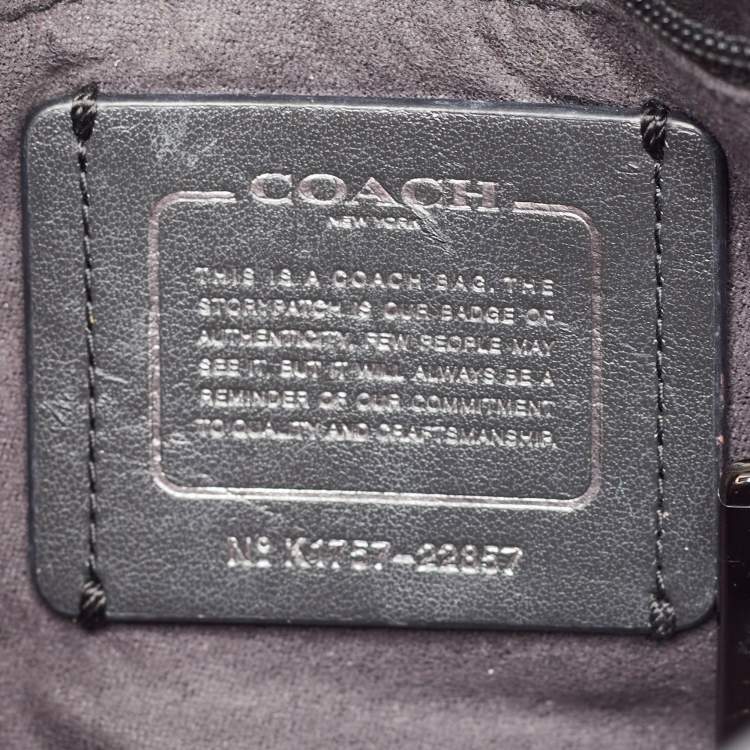 COACH
NEW YORK
THIS IS A COACH BAG, THE
STORYPATCH IS OUR BADGE OF
AUTHENTICITY. FEW PEOPLE MAY
SEE IT, BUT IT WILL ALWAYS BE A
REMINDER OF OUR COMMITMENT
TO QUALITY AND CRAFTSMANSHIP.
Nº K1757-22857